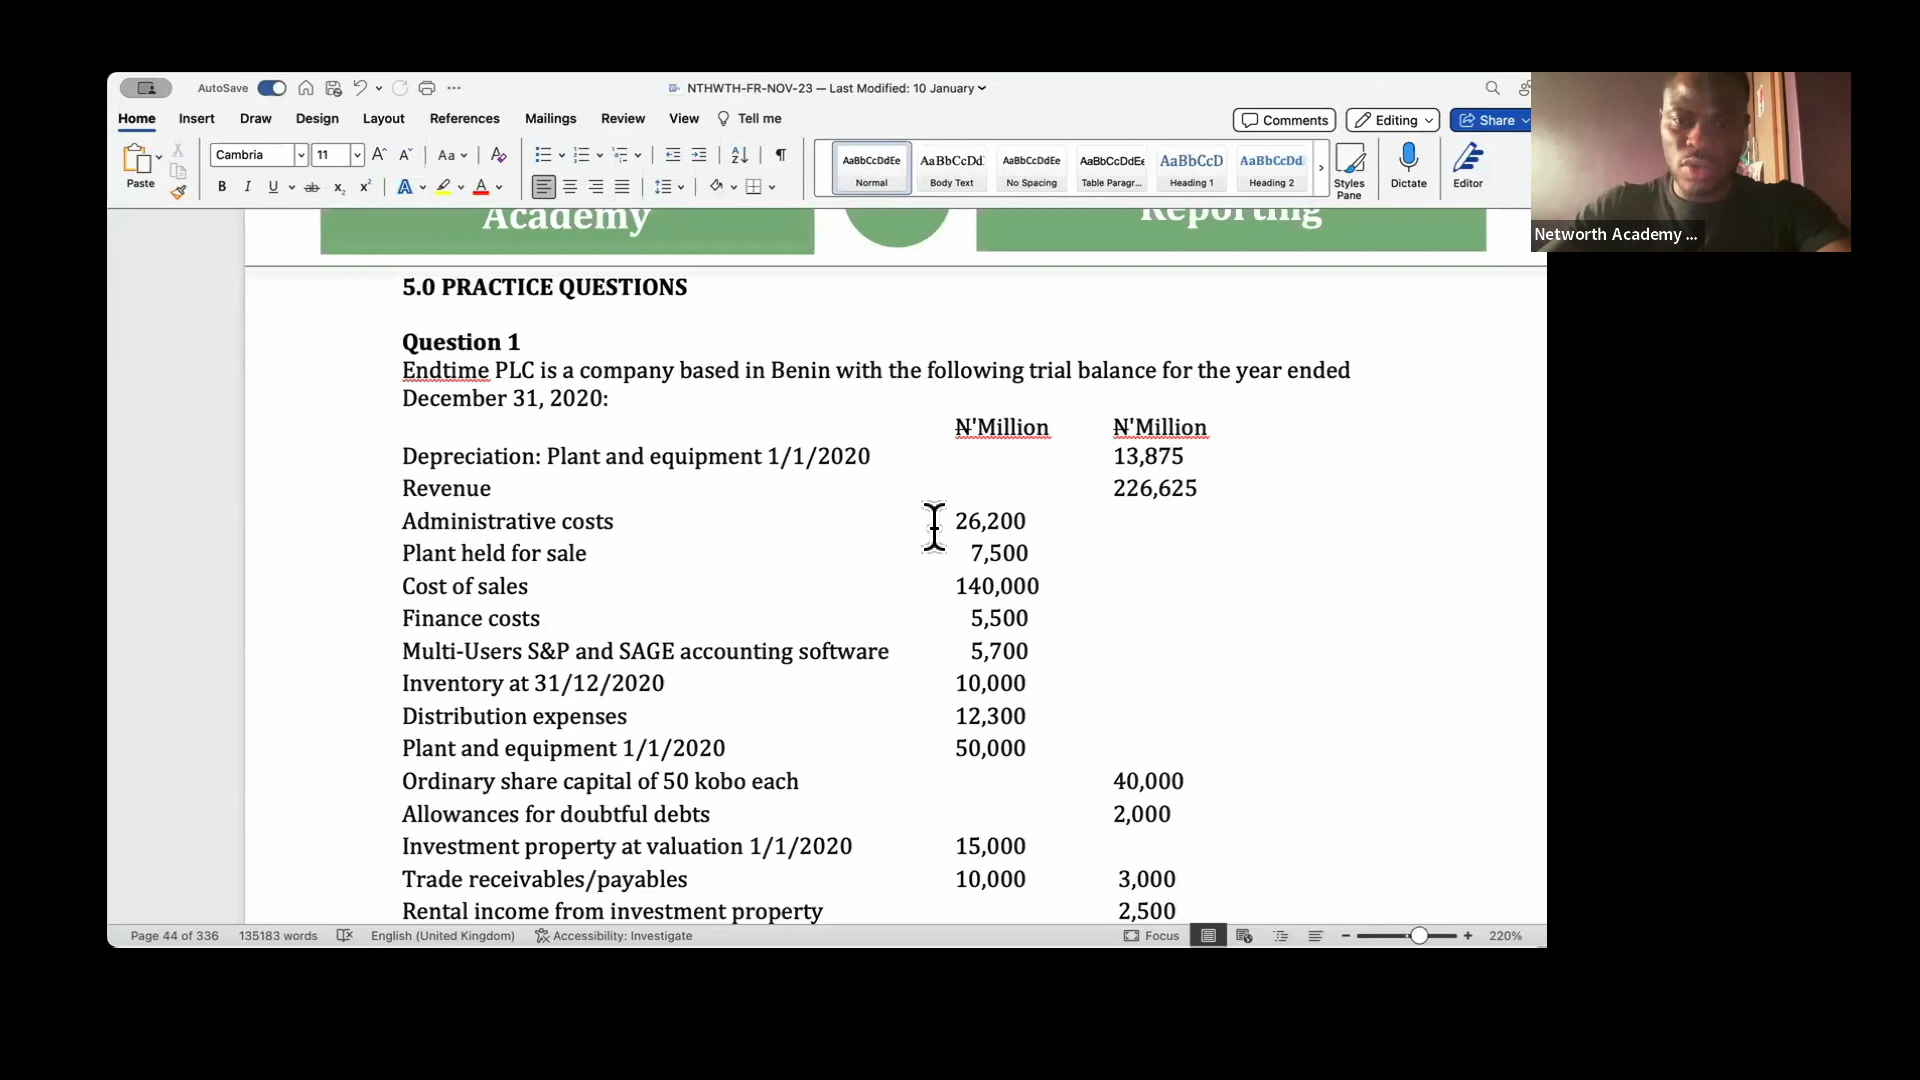 AutoSave
NTHWTH-FR-NOV-23 — Last Modified: 10 January
Home Insert Draw Design Layout References Mailings Review View Tell me
Comments Editing Share
Paste
Cambria 11
AaBbCcDdEe AaBbCcDd AaBbCcDdEe AaBbCcDdEe AaBbCcD AaBbCcDd
Normal Body Text No Spacing Table Paragr... Heading 1 Heading 2
Styles Pane
Dictate
Editor
Networth Academy ...
Academy Reporting
5.0 PRACTICE QUESTIONS
Question 1
Endtime PLC is a company based in Benin with the following trial balance for the year ended
December 31, 2020:
₦'Million ₦'Million
Depreciation: Plant and equipment 1/1/2020 13,875
Revenue 226,625
Administrative costs 26,200
Plant held for sale 7,500
Cost of sales 140,000
Finance costs 5,500
Multi-Users S&P and SAGE accounting software 5,700
Inventory at 31/12/2020 10,000
Distribution expenses 12,300
Plant and equipment 1/1/2020 50,000
Ordinary share capital of 50 kobo each 40,000
Allowances for doubtful debts 2,000
Investment property at valuation 1/1/2020 15,000
Trade receivables/payables 10,000 3,000
Rental income from investment property 2,500
Page 44 of 336 135183 words English (United Kingdom) Accessibility: Investigate Focus 220%